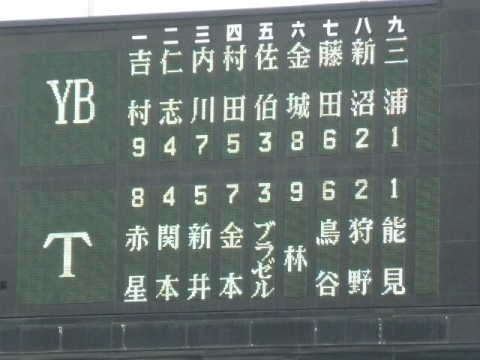 一 二 三 四 五 六 七 八 九
YB 吉村 仁志 内川 村田 佐伯 金城 藤田 新沼 三浦
9 4 7 5 3 8 6 2 1
8 4 5 7 3 9 6 2 1
T 赤星 関本 新井 金本 ブラゼル 林 鳥谷 狩野 能見